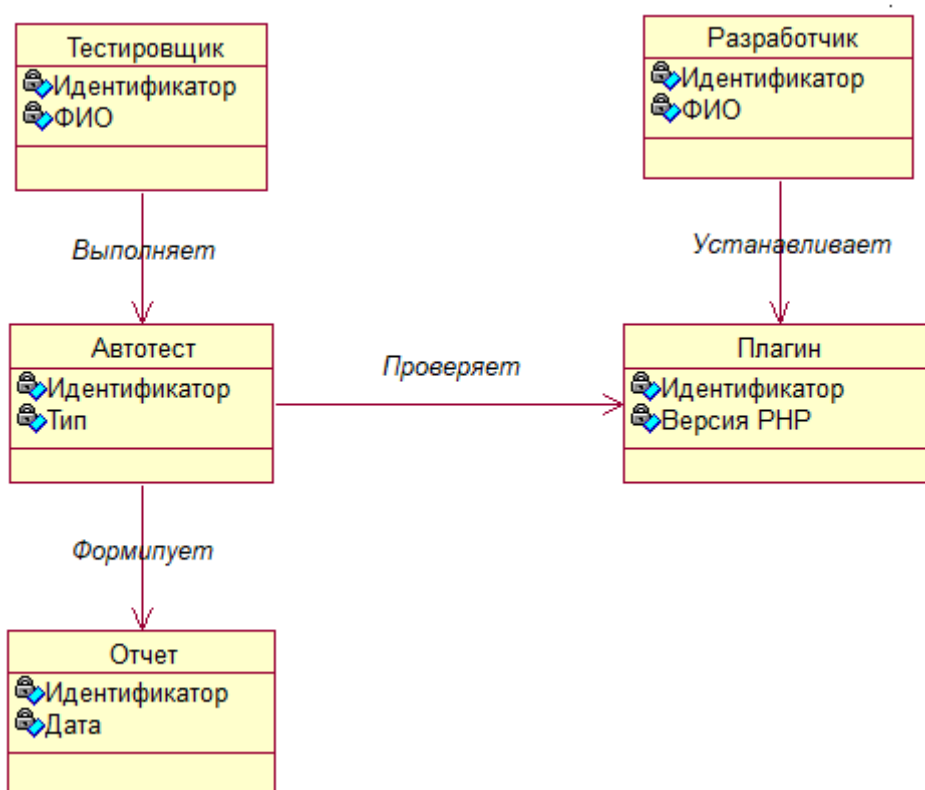 Тестировщик
Идентификатор
ФИО
Разработчик
Идентификатор
ФИО
Выполняет
Устанавливает
Автотест
Идентификатор
Тип
Проверяет
Плагин
Идентификатор
Версия PHP
Формипует
Отчет
Идентификатор
Дата